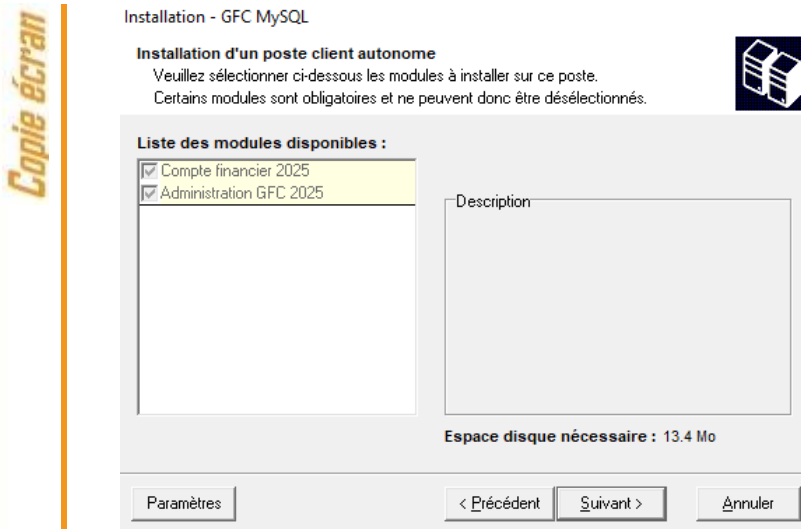 Copie écran
Installation - GFC MySQL
Installation d'un poste client autonome
Veuillez sélectionner ci-dessous les modules à installer sur ce poste.
Certains modules sont obligatoires et ne peuvent donc être désélectionnés.
Liste des modules disponibles :
Compte financier 2025
Administration GFC 2025
Description
Espace disque nécessaire : 13.4 Mo
Paramètres
< Précédent
Suivant >
Annuler